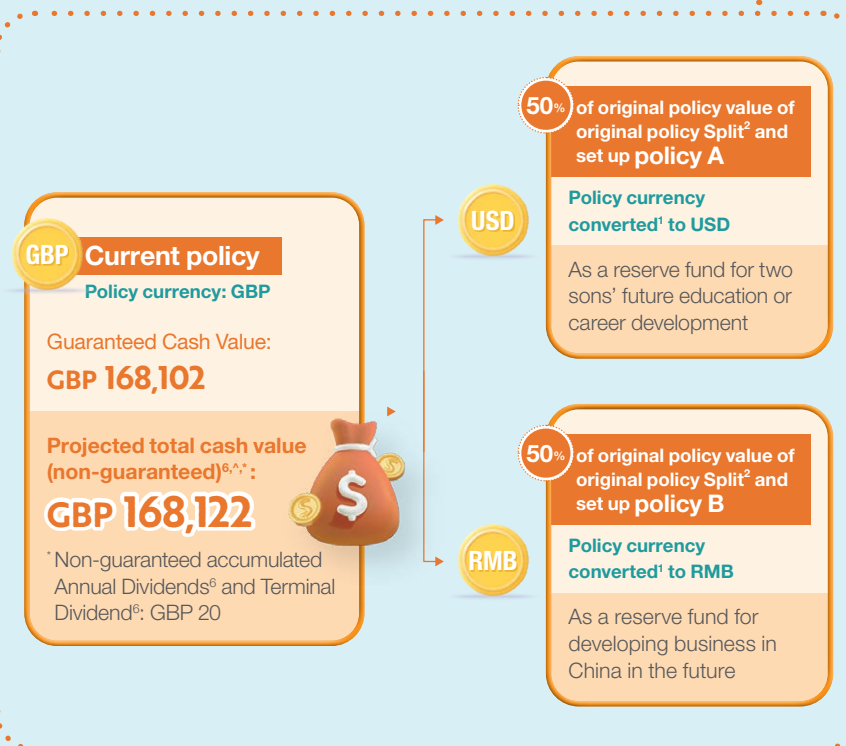 GBP
Current policy
Policy currency: GBP
Guaranteed Cash Value:
GBP 168,102
Projected total cash value
(non-guaranteed)6,^,* :
GBP 168,122
* Non-guaranteed accumulated
Annual Dividends6 and Terminal
Dividend6: GBP 20
$
$
$
USD
50%
of original policy value of
original policy Split2 and
set up policy A
Policy currency
converted1 to USD
As a reserve fund for two
sons' future education or
career development
RMB
50%
of original policy value of
original policy Split2 and
set up policy B
Policy currency
converted1 to RMB
As a reserve fund for
developing business in
China in the future